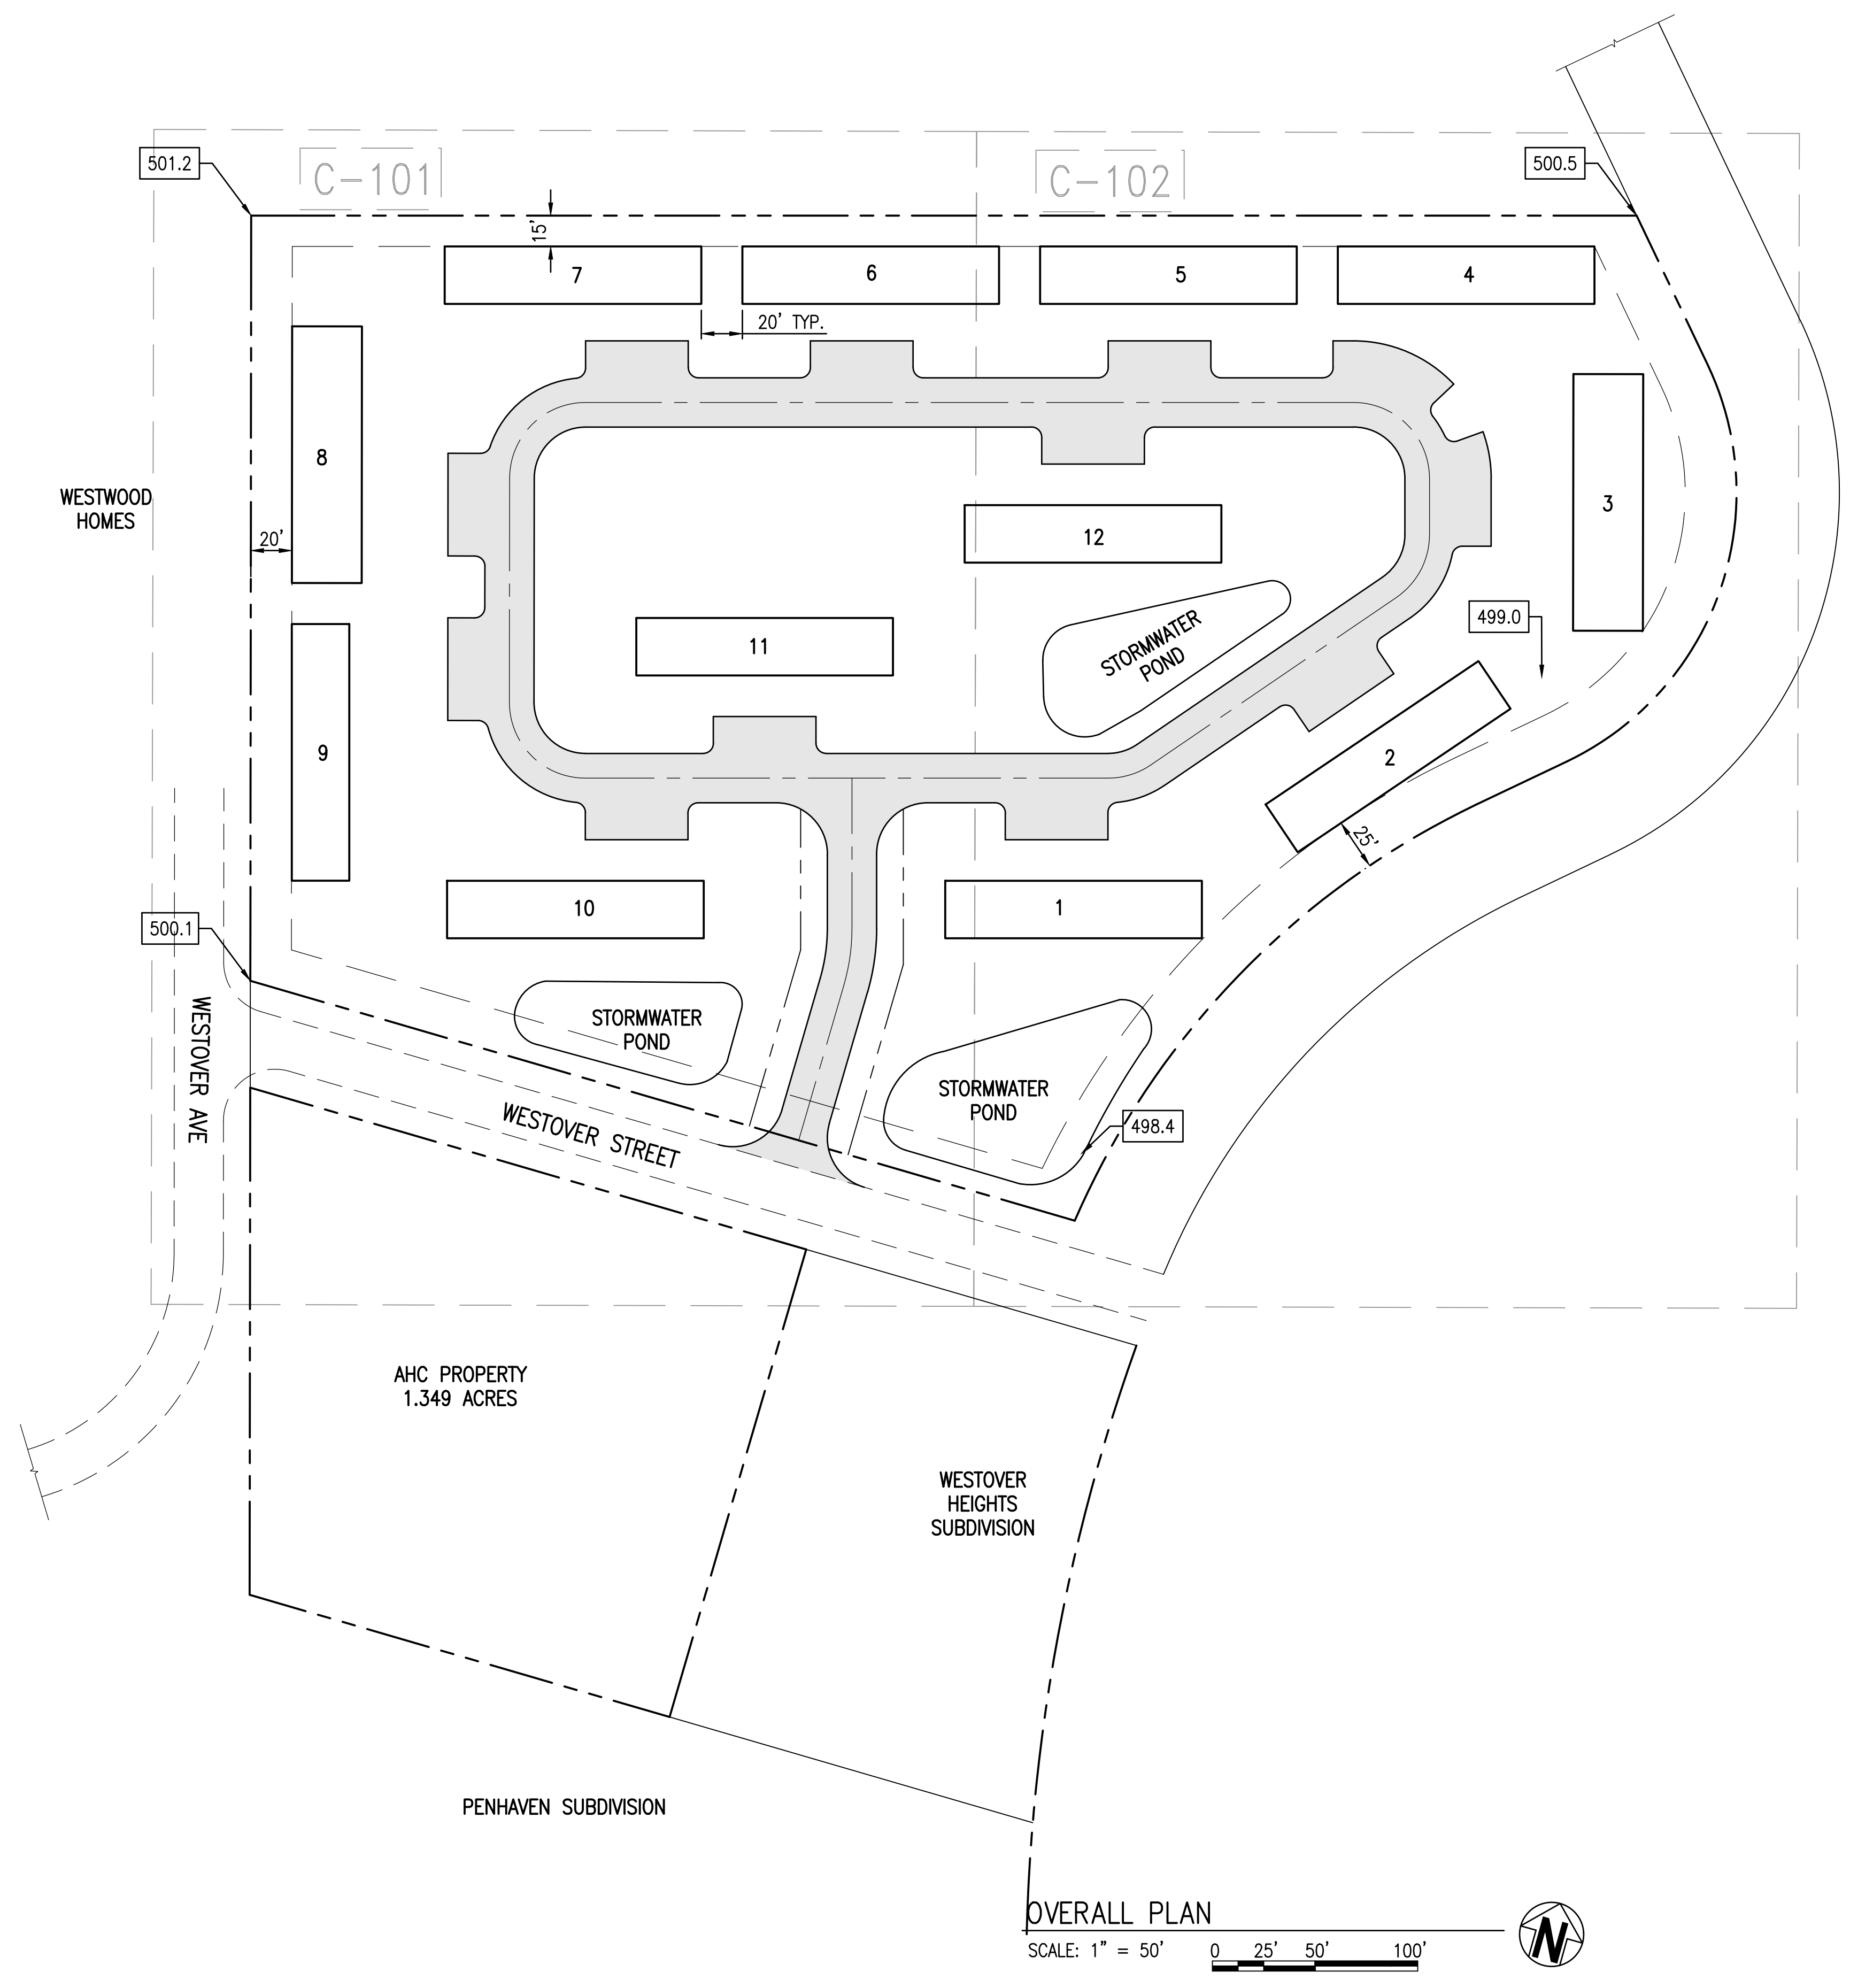 501.2
C-101
C-102
500.5
15'
7
6
5
4
20' TYP.
8
3
WESTWOOD
HOMES
20'
12
499.0
STORMWATER
POND
11
9
2
25'
10
1
500.1
STORMWATER
POND
WESTOVER AVE
STORMWATER
POND
498.4
WESTOVER STREET
AHC PROPERTY
1.349 ACRES
WESTOVER
HEIGHTS
SUBDIVISION
PENHAVEN SUBDIVISION
OVERALL PLAN
SCALE: 1" = 50'
0 25' 50' 100'
N